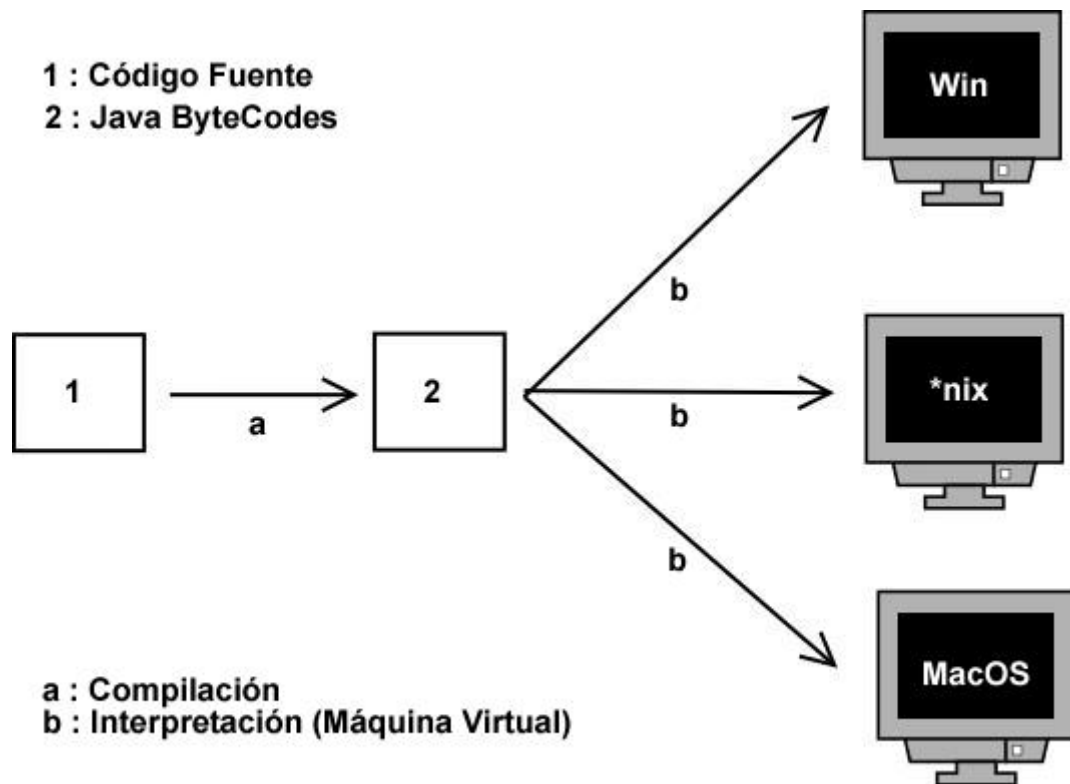 1 : Código Fuente
2 : Java ByteCodes
Win
b
1
a
2
b
*nix
b
MacOS
a : Compilación
b : Interpretación (Máquina Virtual)